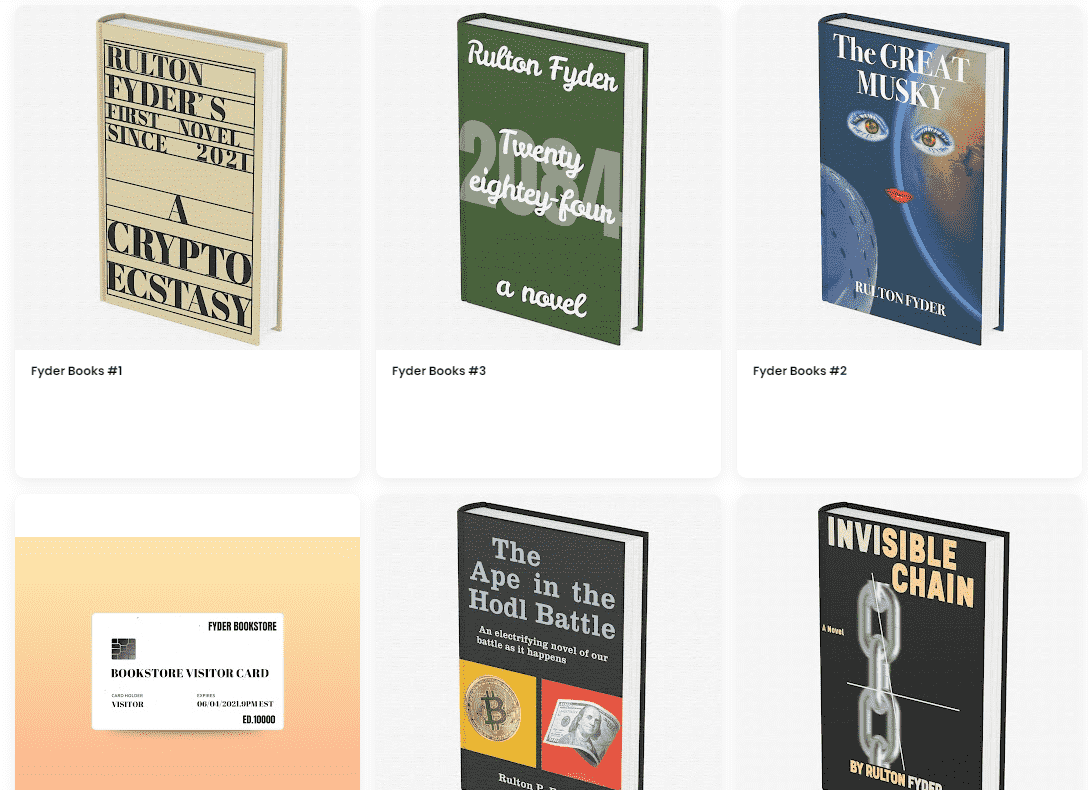 RULTON
FYDER'S
FIRST NOVEL
SINCE 2021
A
CRYPTO
ECSTASY
Fyder Books #1
Rulton Fyder
2084
Twenty
eightey-four
a novel
Fyder Books #3
The GREAT
MUSKY
RULTON FYDER
Fyder Books #2
FYDER BOOKSTORE
BOOKSTORE VISITOR CARD
CARD HOLDER
VISITOR
EXPIRES
06/04/2021.9PM EST
ED.10000
The
Ape in the
Hodl Battle
An electrifying novel of our
battle as it happens
Rulton P.
INVISIBLE
CHAIN
A Novel
BY RULTON FYDER